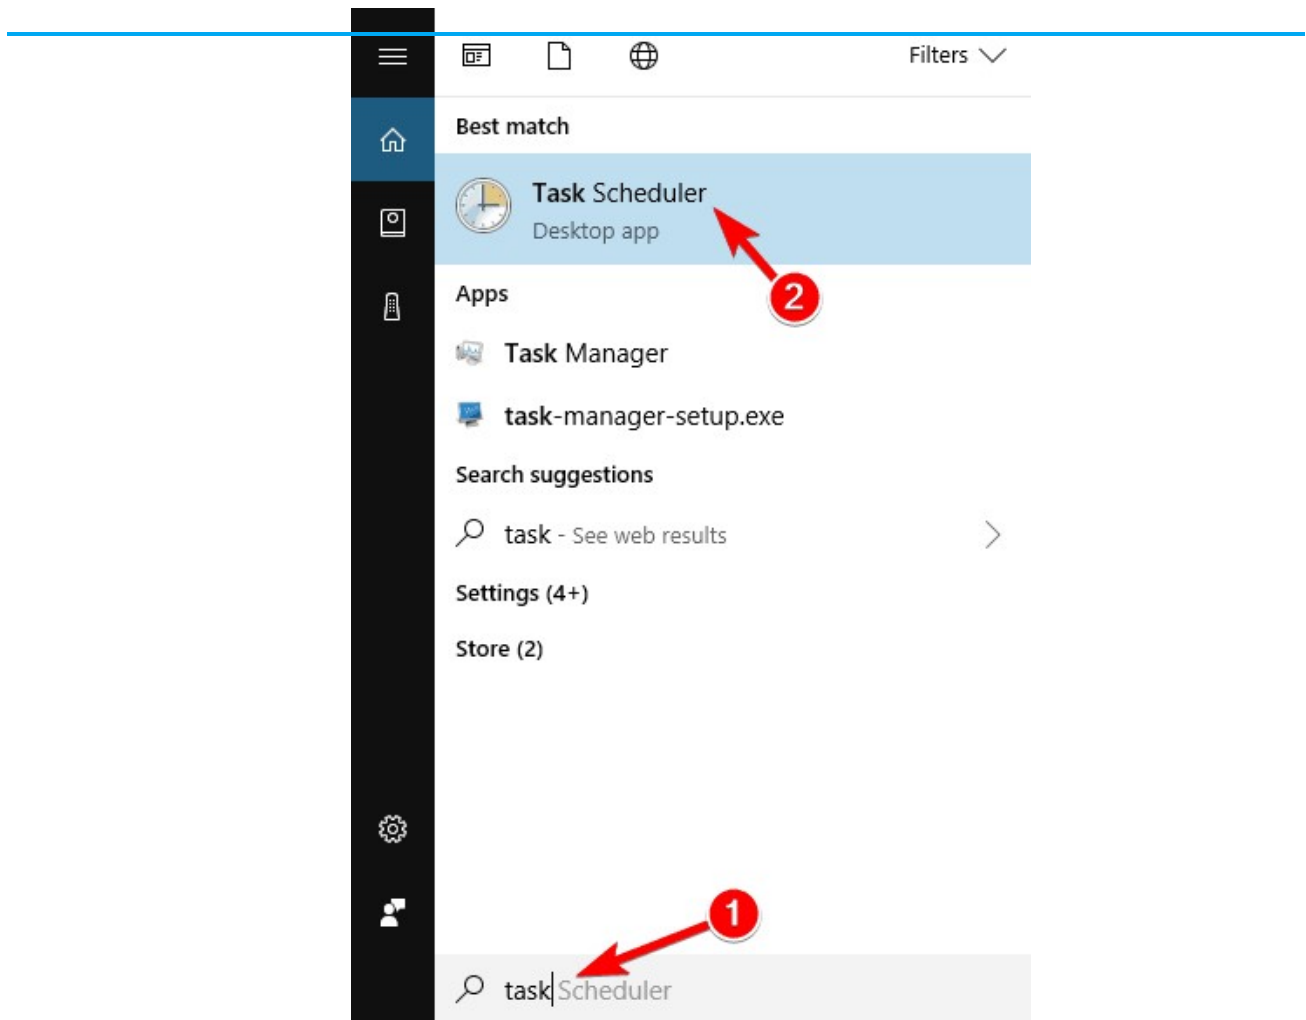 Filters
Best match
Task Scheduler
Desktop app
2
Apps
Task Manager
task-manager-setup.exe
Search suggestions
task - See web results
Settings (4+)
Store (2)
1
task Scheduler